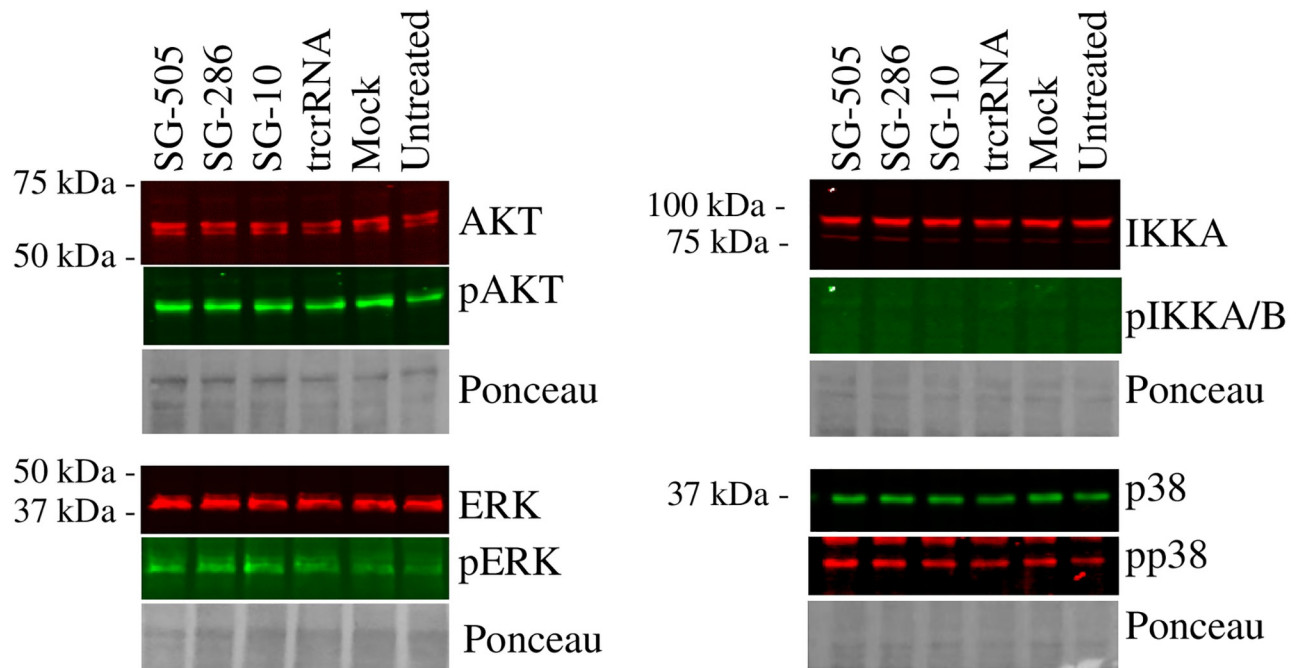 SG-505
SG-286
SG-10
trcrRNA
Mock
Untreated
75 kDa -
50 kDa -
AKT
pAKT
Ponceau
50 kDa -
37 kDa -
ERK
pERK
Ponceau
SG-505
SG-286
SG-10
trcrRNA
Mock
Untreated
100 kDa -
75 kDa -
IKKA
pIKKA/B
Ponceau
37 kDa -
p38
pp38
Ponceau